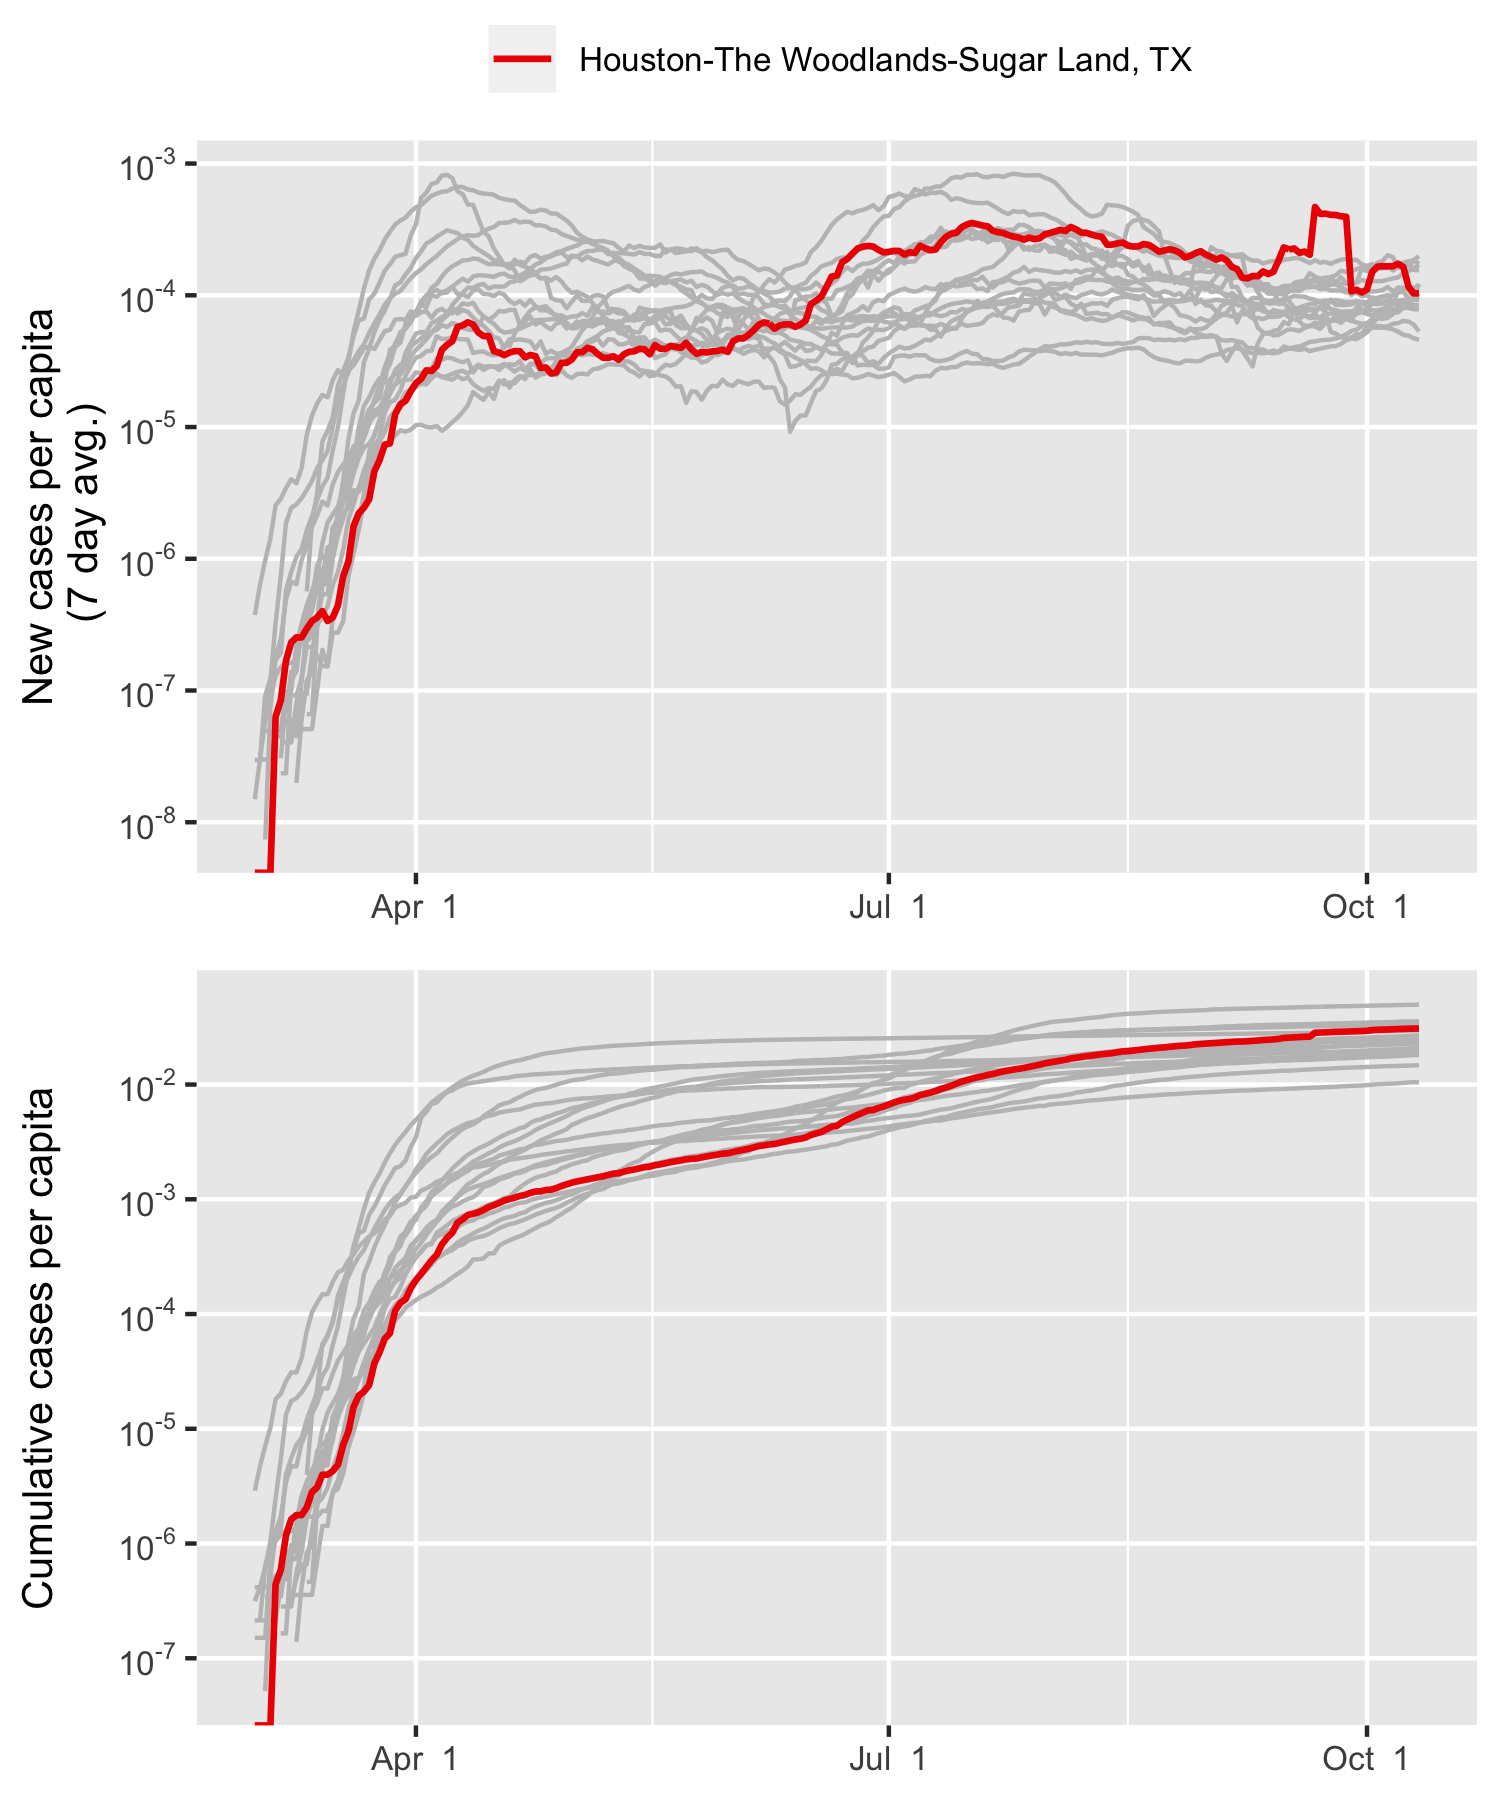 Houston-The Woodlands-Sugar Land, TX
New cases per capita
(7 day avg.)
10⁻³
10⁻⁴
10⁻⁵
10⁻⁶
10⁻⁷
10⁻⁸
Apr 1
Jul 1
Oct 1
Cumulative cases per capita
10⁻²
10⁻³
10⁻⁴
10⁻⁵
10⁻⁶
10⁻⁷
Apr 1
Jul 1
Oct 1